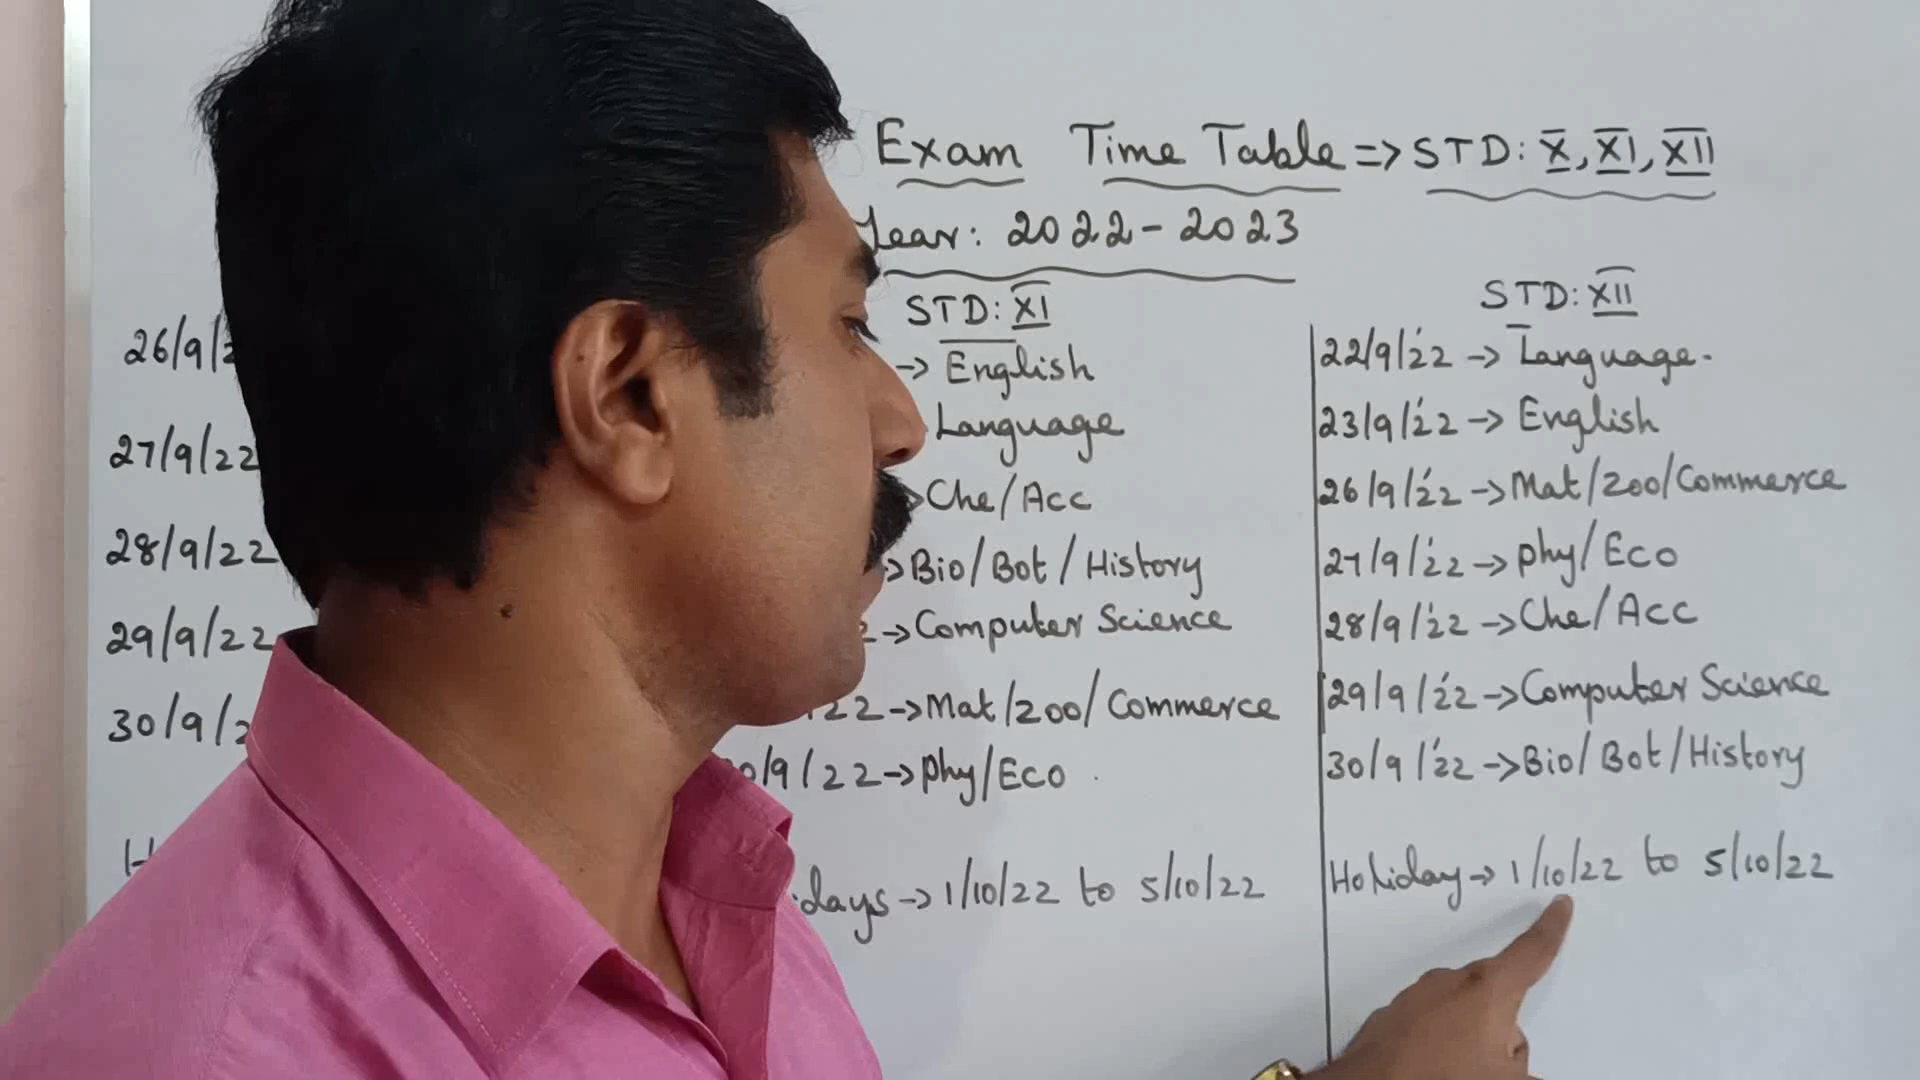 Exam Time Table => STD: X, XI, XII
Year: 2022-2023
26/9/
27/9/22
28/9/22
29/9/22
30/9/2
STD: XI
-> English
Language
Che/Acc
->Bio/Bot/History
2->Computer Science
22->Mat/Zoo/Commerce
0/9/22->Phy/Eco
idays -> 1/10/22 to 5/10/22
STD: XII
22/9/22 -> Language.
23/9/22 -> English
26/9/22 ->Mat/Zoo/Commerce
27/9/22 -> Phy/Eco
28/9/22 ->Che/Acc
29/9/22 ->Computer Science
30/9/22 ->Bio/Bot/History
Holiday-> 1/10/22 to 5/10/22